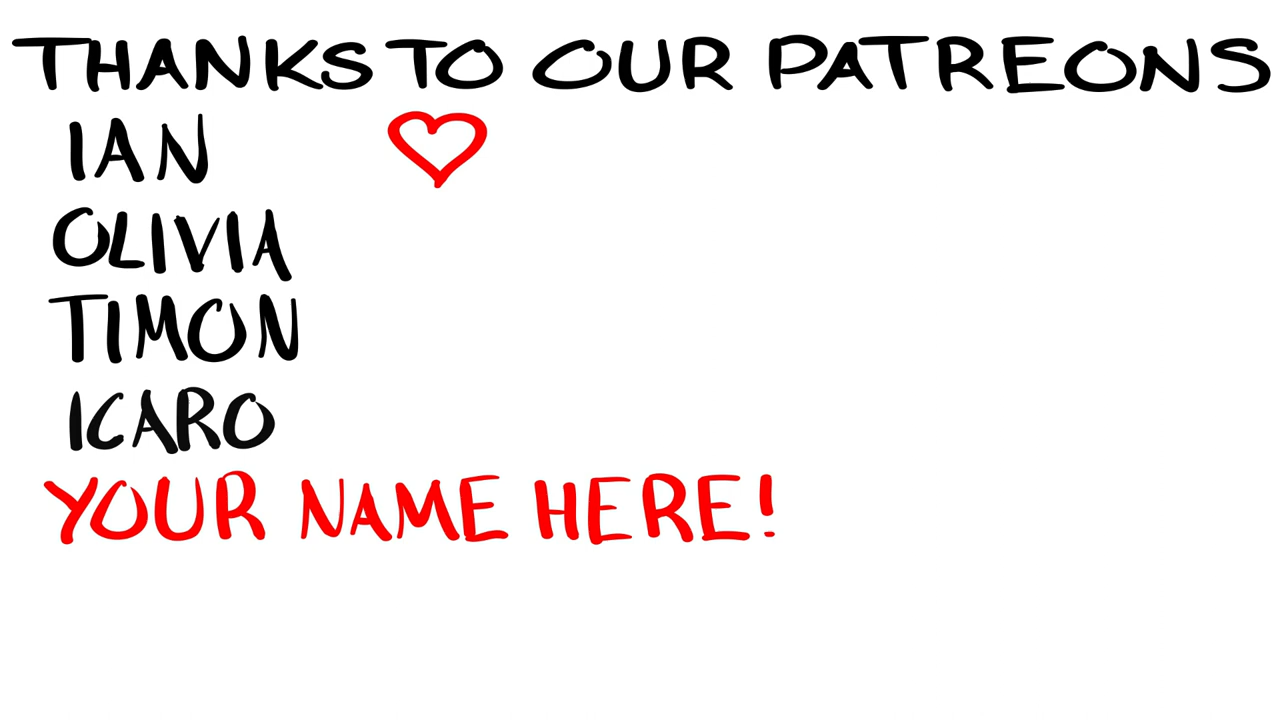 THANKS TO OUR PATREONS
IAN
OLIVIA
TIMON
ICARO
YOUR NAME HERE!